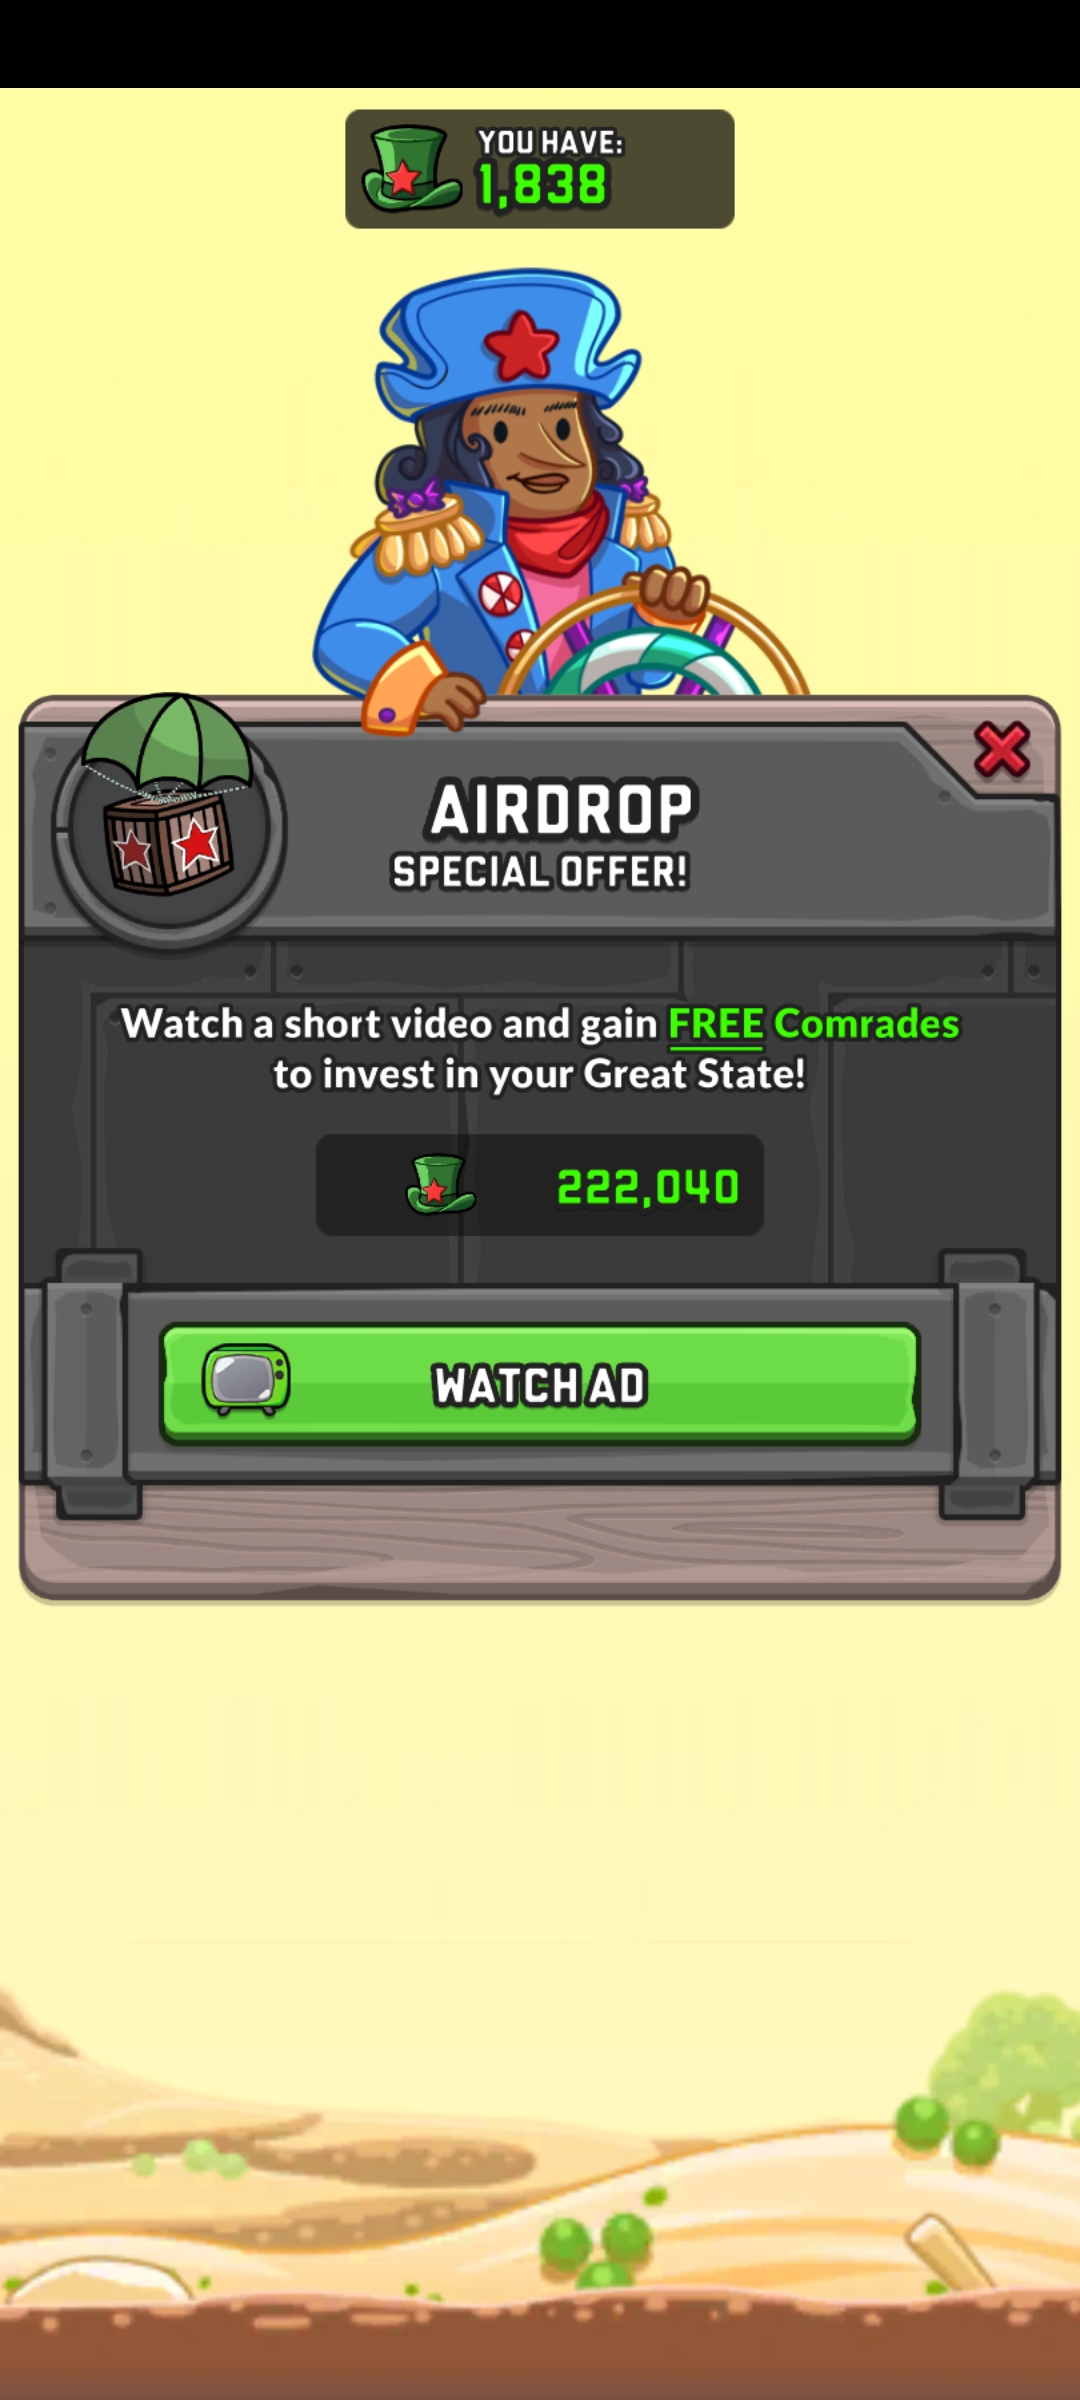 YOU HAVE:
1,838
AIRDROP
SPECIAL OFFER!
Watch a short video and gain FREE Comrades
to invest in your Great State!
222,040
WATCH AD